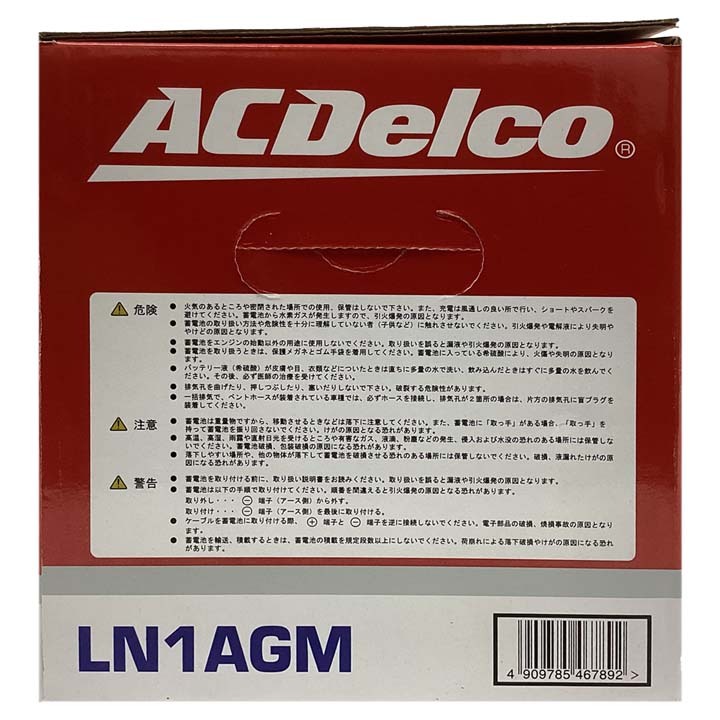 ACDelco®
⚠ 危険
● 火気のあるところや密閉された場所での使用、保管はしないで下さい。また、充電は風通しの良い所で行い、ショートやスパークを
避けてください。蓄電池から水素ガスが発生しますので、引火爆発の原因となります。
● 蓄電池の取り扱い方法や危険性を十分に理解していない者(子供など)に触れさせないでください。引火爆発や電解液により失明や
やけどの原因となります。
● 蓄電池をエンジンの始動以外の用途に使用しないでください。取り扱いを誤ると漏液や引火爆発の原因となります。
● 蓄電池を取り扱うときは、保護メガネとゴム手袋を着用してください。蓄電池に入っている希硫酸により、火傷や失明の原因となります。
● バッテリー液(希硫酸)が皮膚や目、衣類などについたときは直ちに多量の水で洗い、飲み込んだときはすぐに多量の水を飲んでく
ださい。その後、必ず医師の治療を受けてください。
● 排気孔を曲げたり、押しつぶしたり、塞いだりしないで下さい。破裂する危険性があります。
● 一括排気で、ベントホースが装着されている車種では、必ずホースを接続し、排気孔が2箇所の場合は、片方の排気孔に盲プラグを
装着してください。
⚠ 注意
● 蓄電池は重量物ですから、移動させるときなどは落下に注意してください。また、蓄電池に「取っ手」がある場合、「取っ手」を
持って蓄電池を振り回さないでください。けがの原因となる恐れがあります。
● 高温、高湿、雨露や直射日光を受けるところや有害なガス、液滴、粉塵などの発生、侵入および水没の恐れのある場所には保管しな
いでください。蓄電池破損、包装破損の原因となる恐れがあります。
● 落下しやすい場所や、他の物体が落下して蓄電池を破損させる恐れのある場所には保管しないでください。破損、液漏れたけがの原
因になる恐れがあります。
⚠ 警告
● 蓄電池を取り付ける前に、取り扱い説明書をお読みください。取り扱いを誤ると漏液や引火爆発の原因となります。
● 蓄電池は以下の手順で取り付けてください。順番を間違えると引火爆発の原因となる恐れがあります。
取り外し・・・ ⊖ 端子(アース側)から外す。
取り付け・・・ ⊖ 端子(アース側)を最後に取り付ける。
● ケーブルを蓄電池に取り付ける際、 ⊕ 端子と ⊖ 端子を逆に接続しないでください。電子部品の破損、焼損事故の原因となりま
す。
● 蓄電池を輸送、積載するときは、蓄電池の積載を規定段数以上にしないでください。荷崩れによる落下破損やけがの原因になる恐れ
があります。
LN1AGM
4 909785 467892 >